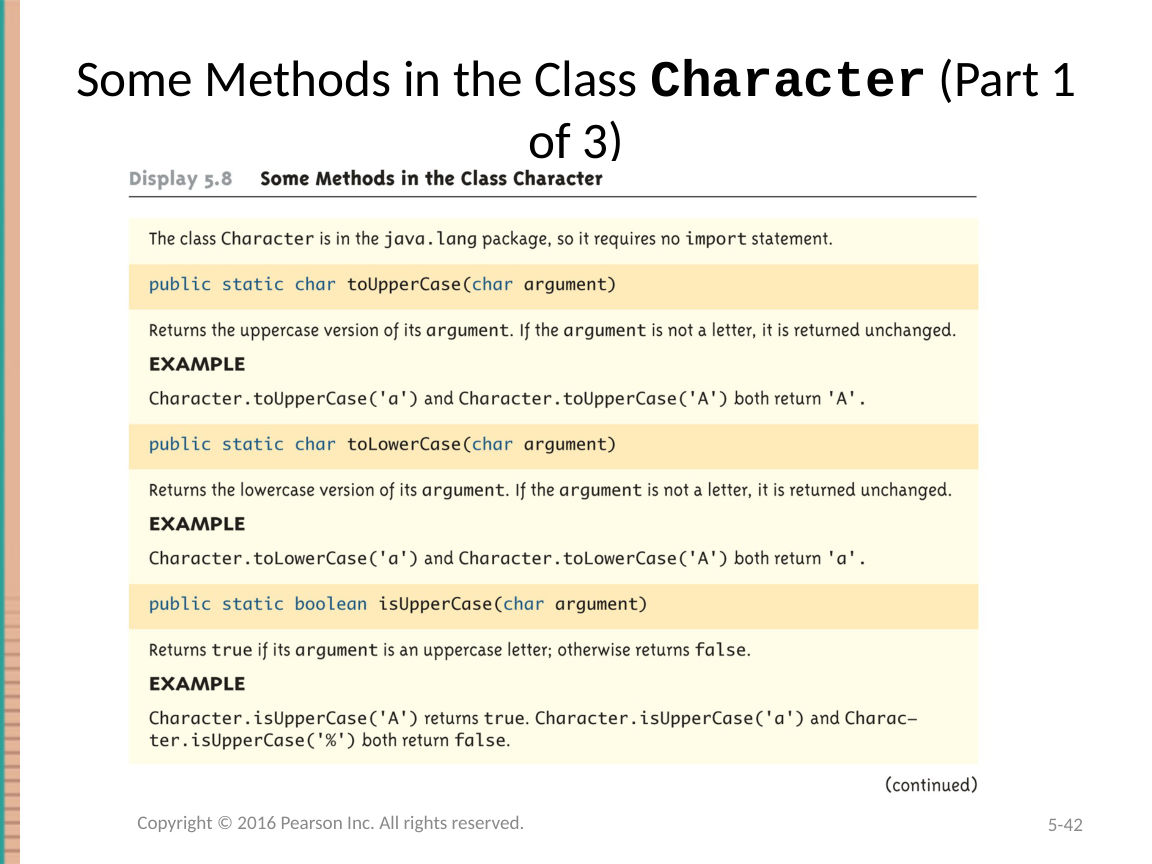 Some Methods in the Class Character (Part 1
of 3)
Display 5.8 Some Methods in the Class Character
The class Character is in the java.lang package, so it requires no import statement.
public static char toUpperCase(char argument)
Returns the uppercase version of its argument. If the argument is not a letter, it is returned unchanged.
EXAMPLE
Character.toUpperCase('a') and Character.toUpperCase('A') both return 'A'.
public static char toLowerCase(char argument)
Returns the lowercase version of its argument. If the argument is not a letter, it is returned unchanged.
EXAMPLE
Character.toLowerCase('a') and Character.toLowerCase('A') both return 'a'.
public static boolean isUpperCase(char argument)
Returns true if its argument is an uppercase letter; otherwise returns false.
EXAMPLE
Character.isUpperCase('A') returns true. Character.isUpperCase('a') and Charac–
ter.isUpperCase('%') both return false.
(continued)
Copyright © 2016 Pearson Inc. All rights reserved.
5-42